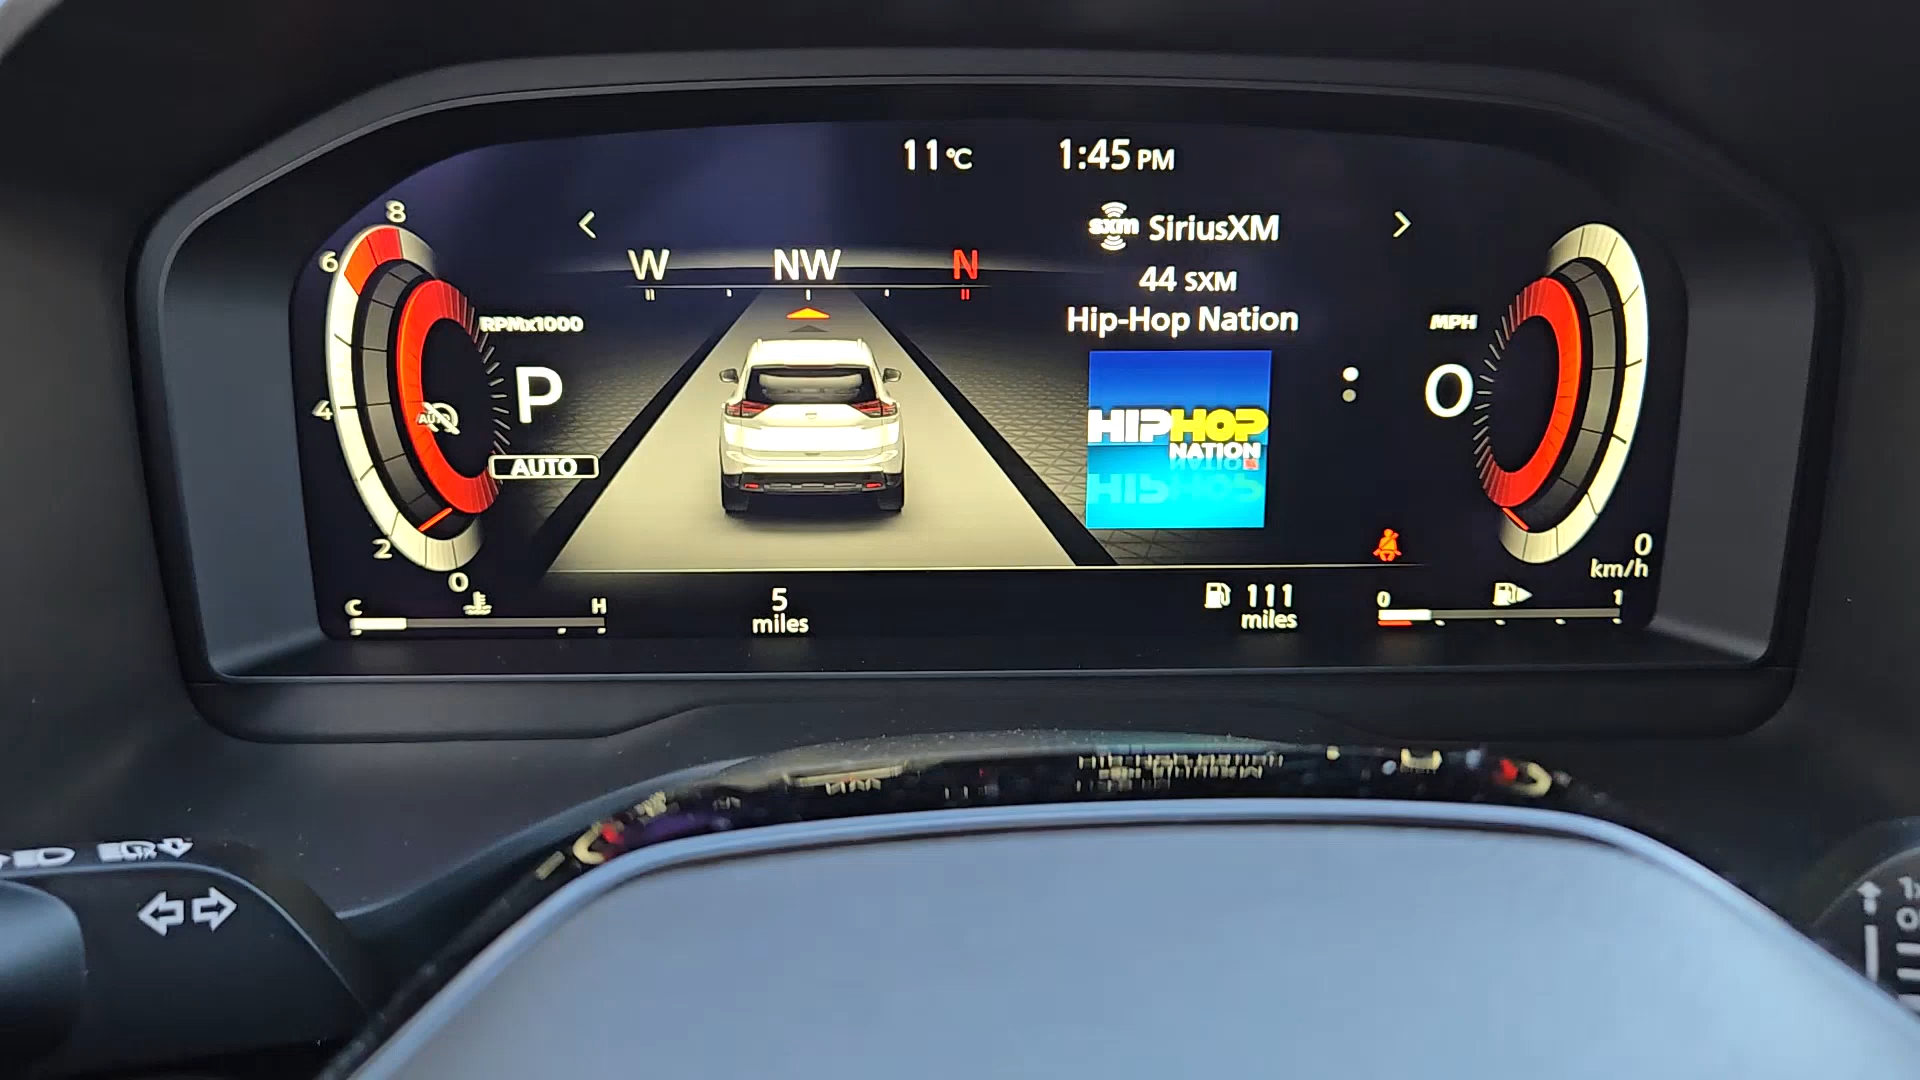 11°C 1:45 PM
sxm SiriusXM
W NW N
44 SXM
Hip-Hop Nation
8
6
4
2
0
RPMx1000
P
AUTO
AUTO
HIPHOP
NATION
MPH
0
0
km/h
C H
5
miles
111
miles
0 1